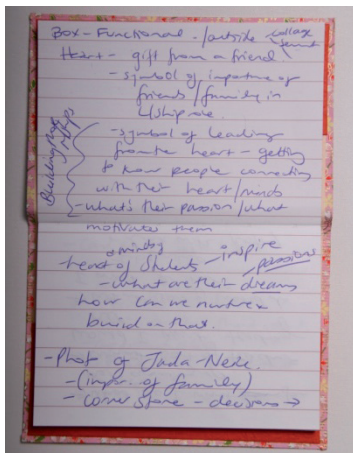 Box - Functional . / outside - collage
Heart - gift from a friend
- symbol of importance of
friends / family in
L/ship role.
- symbol of leading
from the heart - getting
to know people connecting
with their heart / minds
- what's their passion / what
motivate them
Building
& minds
- heart of Students - inspire
passions
- what are their dreams
how can we nurture &
build on that.
- Photo of Jada-
- (impor. of family)
- corner stone - decisions →